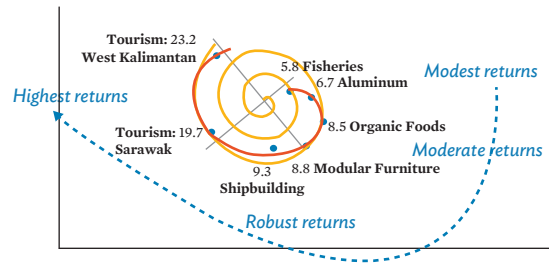 Tourism: 23.2
West Kalimantan
5.8 Fisheries
6.7 Aluminum
Modest returns
Highest returns
Tourism: 19.7
Sarawak
8.5 Organic Foods
Moderate returns
9.3
Shipbuilding
8.8 Modular Furniture
Robust returns